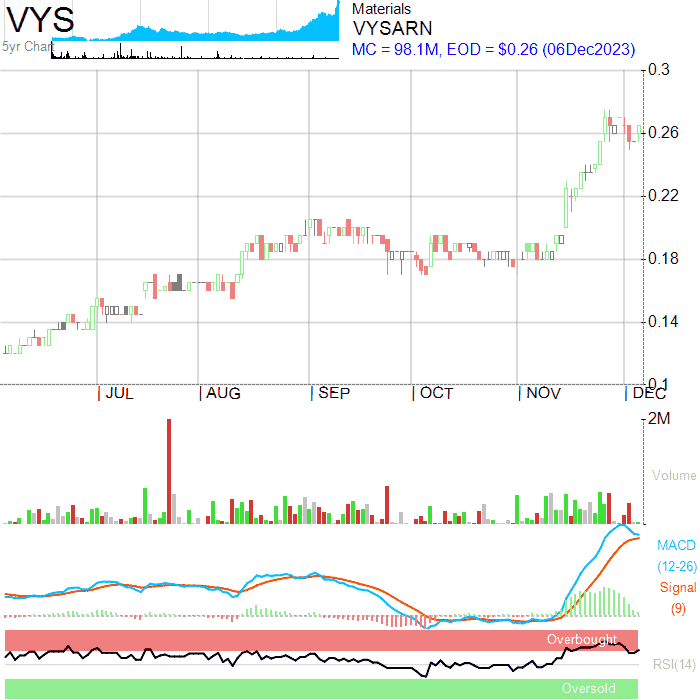 VYS
5yr Chart
Materials
VYSARN
MC = 98.1M, EOD = $0.26 (06Dec2023)
0.3
0.26
0.22
0.18
0.14
0.1
JUL
AUG
SEP
OCT
NOV
DEC
2M
Volume
MACD
(12-26)
Signal
(9)
Overbought
RSI(14)
Oversold